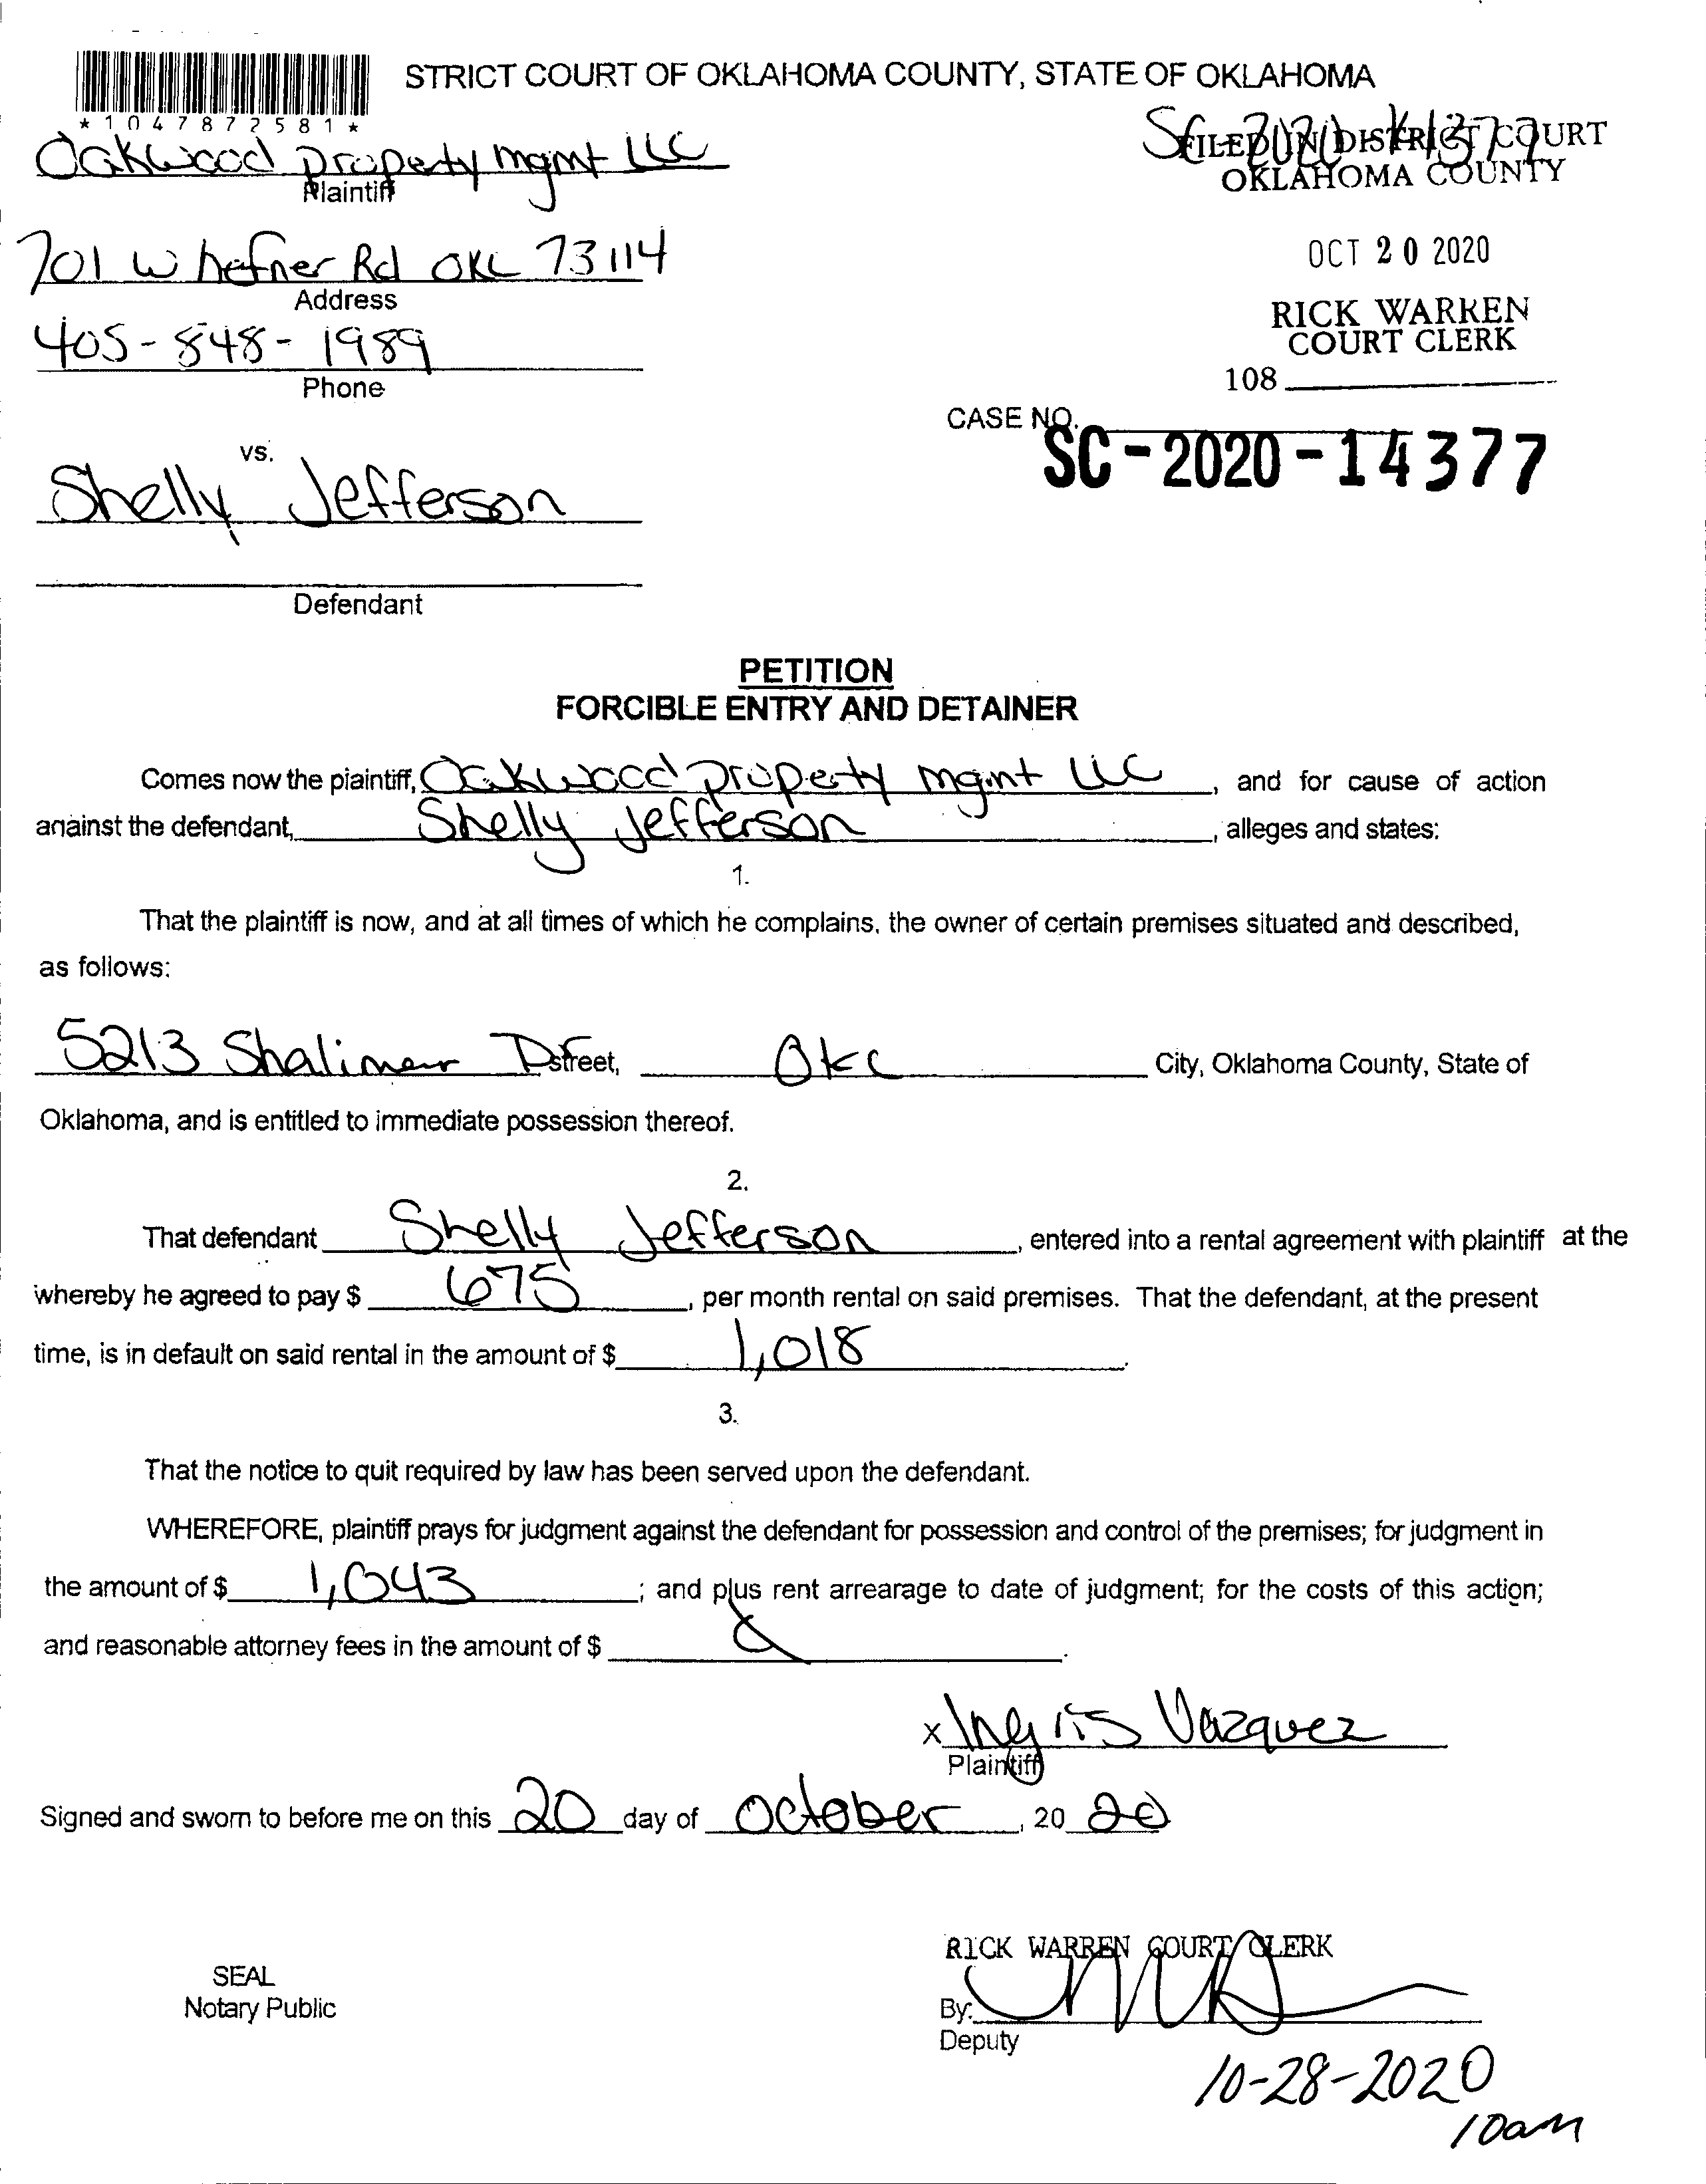 STRICT COURT OF OKLAHOMA COUNTY, STATE OF OKLAHOMA
*1047872581*
Oakwood Property mgmt LLC
Plaintiff
SC-2020-14377
FILED IN DISTRICT COURT
OKLAHOMA COUNTY
701 W hefner Rd OKC 73114
Address
OCT 20 2020
405-848-1989
Phone
RICK WARREN
COURT CLERK
108
CASE NO.
SC-2020-14377
vs.
Shelly Jefferson
Defendant
PETITION
FORCIBLE ENTRY AND DETAINER
Comes now the plaintiff, Oakwood property mgmt LLC, and for cause of action
against the defendant, Shelly Jefferson, alleges and states:
1.
That the plaintiff is now, and at all times of which he complains, the owner of certain premises situated and described,
as follows:
5213 Shalimar Dr Street, OKC City, Oklahoma County, State of
Oklahoma, and is entitled to immediate possession thereof.
2.
That defendant Shelly Jefferson, entered into a rental agreement with plaintiff at the
whereby he agreed to pay $ 675, per month rental on said premises. That the defendant, at the present
time, is in default on said rental in the amount of $ 1,018.
3.
That the notice to quit required by law has been served upon the defendant.
WHEREFORE, plaintiff prays for judgment against the defendant for possession and control of the premises; for judgment in
the amount of $ 1,043; and plus rent arrearage to date of judgment; for the costs of this action;
and reasonable attorney fees in the amount of $ .
x Ingris Vazquez
Plaintiff
Signed and sworn to before me on this 20 day of October, 20 20
RICK WARREN COURT CLERK
SEAL
Notary Public
By:
Deputy
10-28-2020
10am